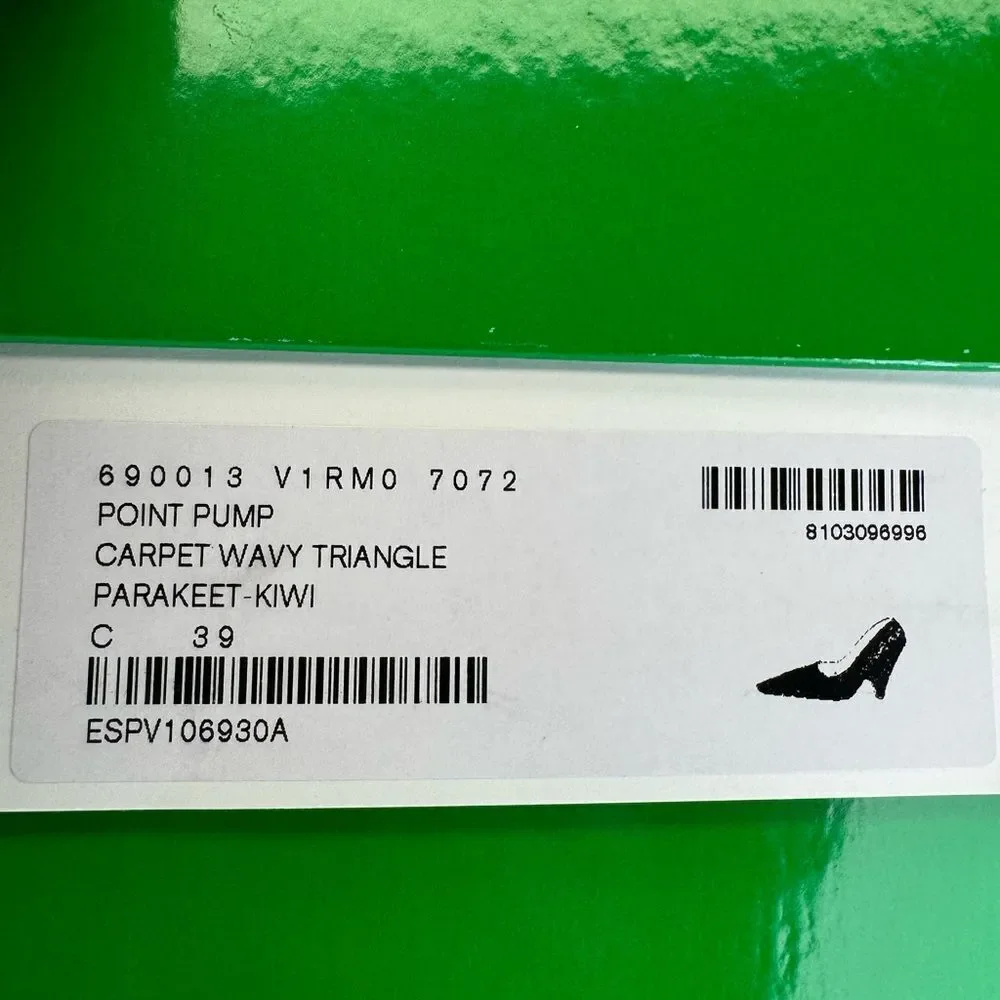 690013 V1RM0 7072
POINT PUMP
CARPET WAVY TRIANGLE
PARAKEET-KIWI
C 39
ESPV106930A
8103096996